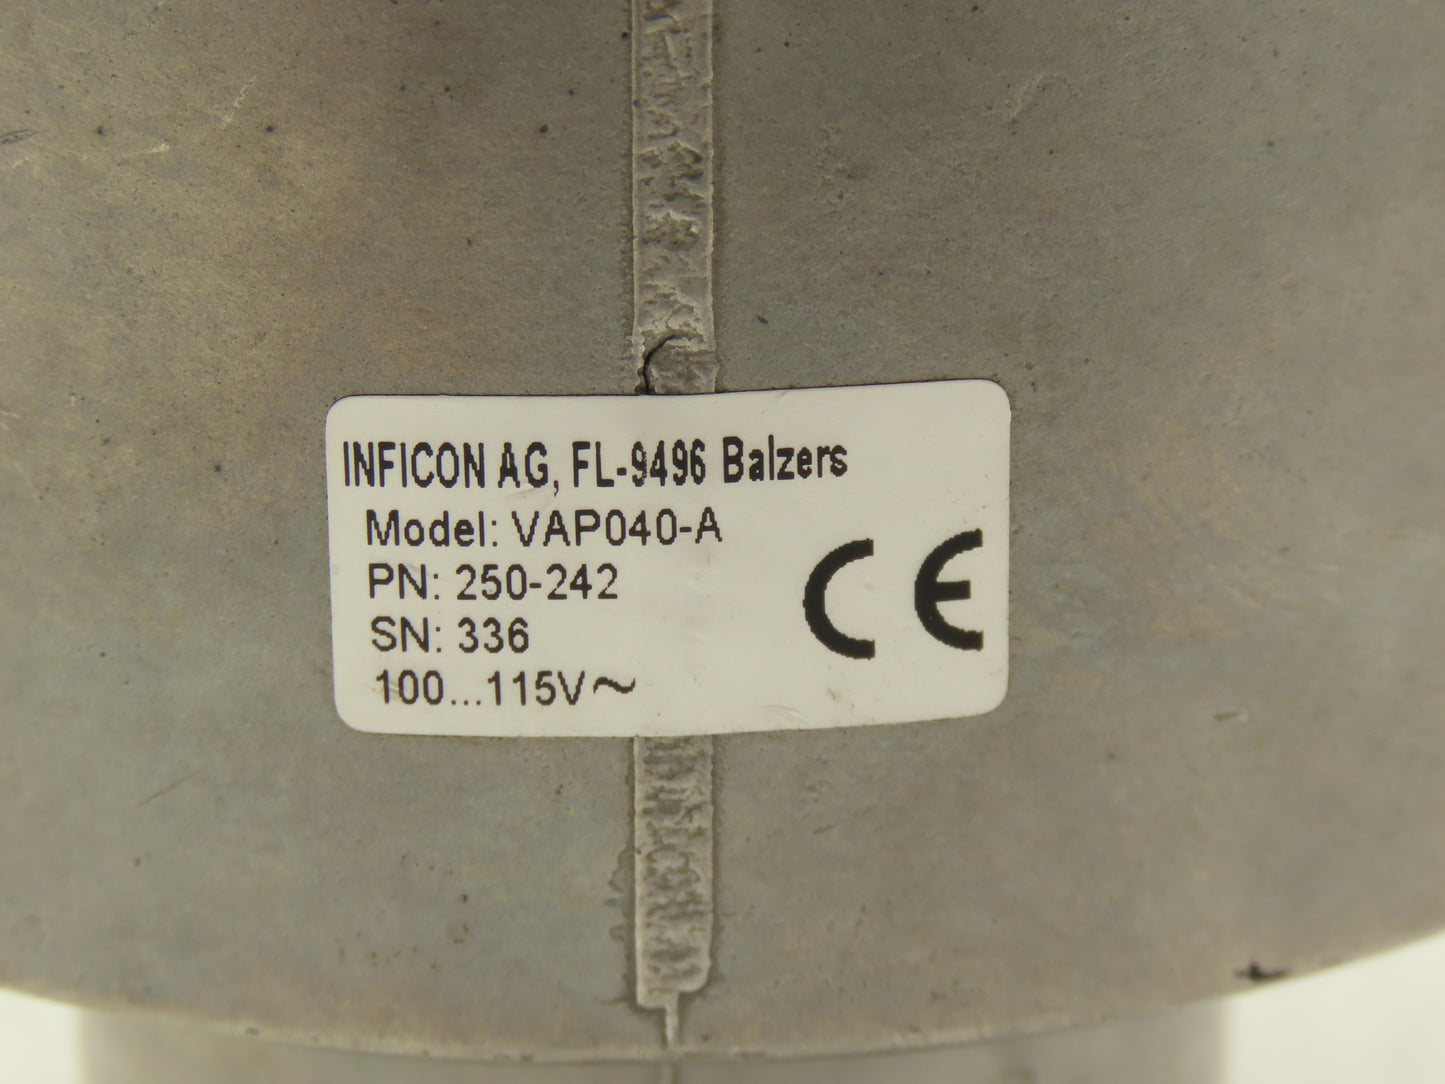 INFICON AG, FL-9496 Balzers
Model: VAP040-A
PN: 250-242
SN: 336
100...115V~
CE